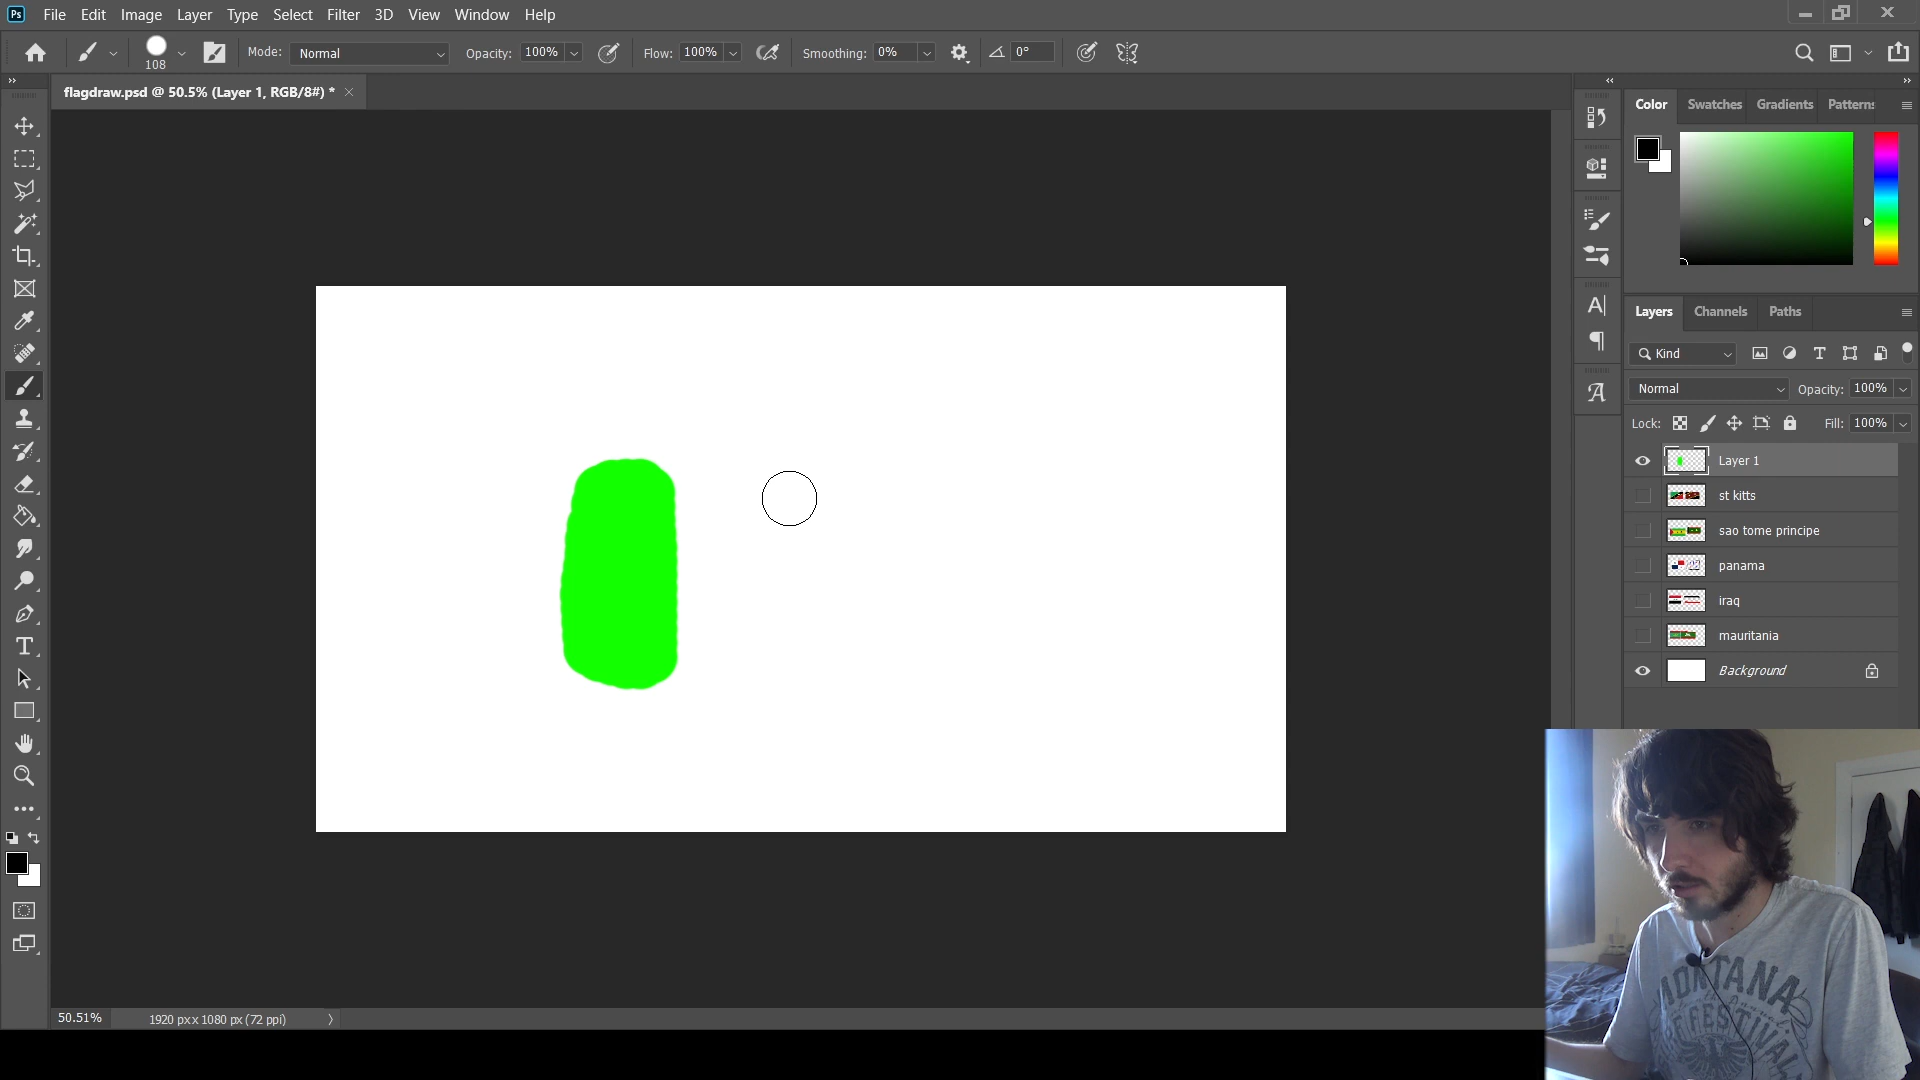 Ps File Edit Image Layer Type Select Filter 3D View Window Help
108 Mode: Normal Opacity: 100% Flow: 100% Smoothing: 0% 0°
flagdraw.psd @ 50.5% (Layer 1, RGB/8#) *
Color Swatches Gradients Patterns
Layers Channels Paths
Kind
Normal Opacity: 100%
Lock: Fill: 100%
Layer 1
st kitts
sao tome principe
panama
iraq
mauritania
Background
50.51% 1920 px x 1080 px (72 ppi)
MONTANA